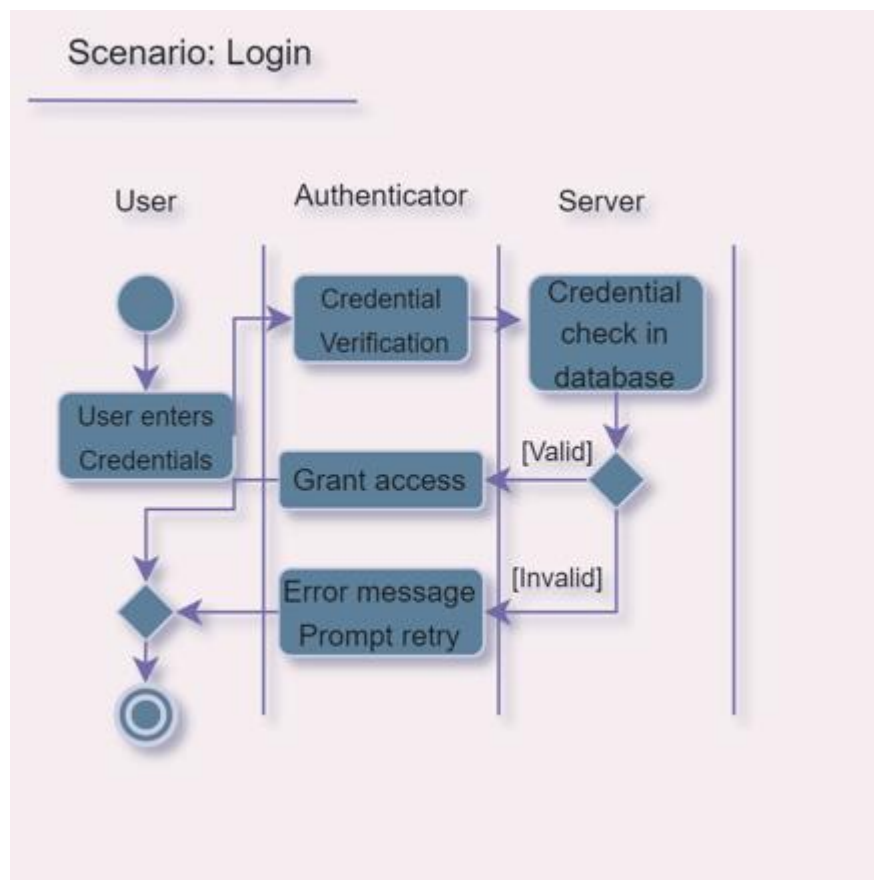 Scenario: Login
User
Authenticator
Server
Credential
Verification
Credential
check in
database
User enters
Credentials
[Valid]
Grant access
[Invalid]
Error message
Prompt retry